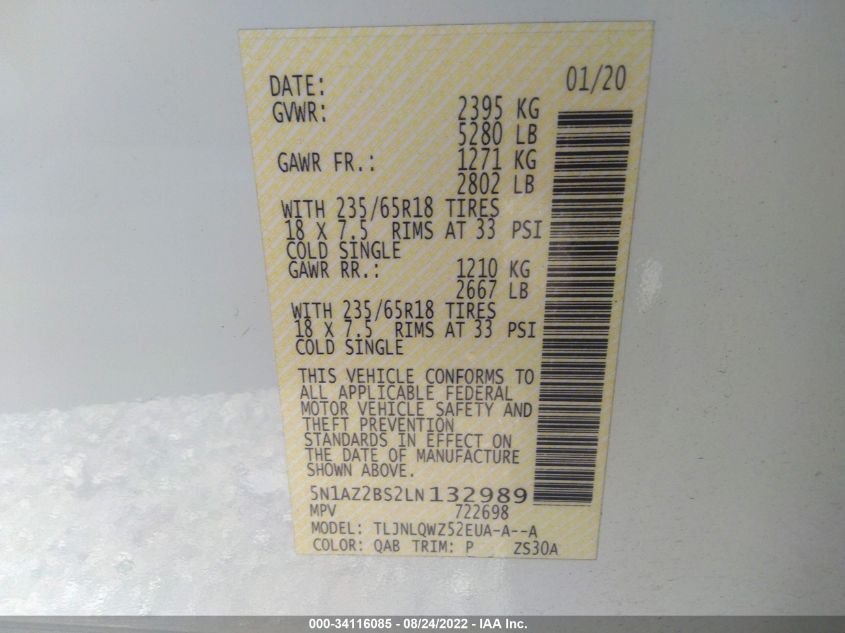 DATE: 01/20
GVWR: 2395 KG
5280 LB
GAWR FR.: 1271 KG
2802 LB
WITH 235/65R18 TIRES
18 X 7.5 RIMS AT 33 PSI
COLD SINGLE
GAWR RR.: 1210 KG
2667 LB
WITH 235/65R18 TIRES
18 X 7.5 RIMS AT 33 PSI
COLD SINGLE
THIS VEHICLE CONFORMS TO
ALL APPLICABLE FEDERAL
MOTOR VEHICLE SAFETY AND
THEFT PREVENTION
STANDARDS IN EFFECT ON
THE DATE OF MANUFACTURE
SHOWN ABOVE.
5N1AZ2BS2LN132989
MPV 722698
MODEL: TLJNLQWZ52EUA-A--A
COLOR: QAB TRIM: P ZS30A
000-34116085 - 08/24/2022 - IAA Inc.